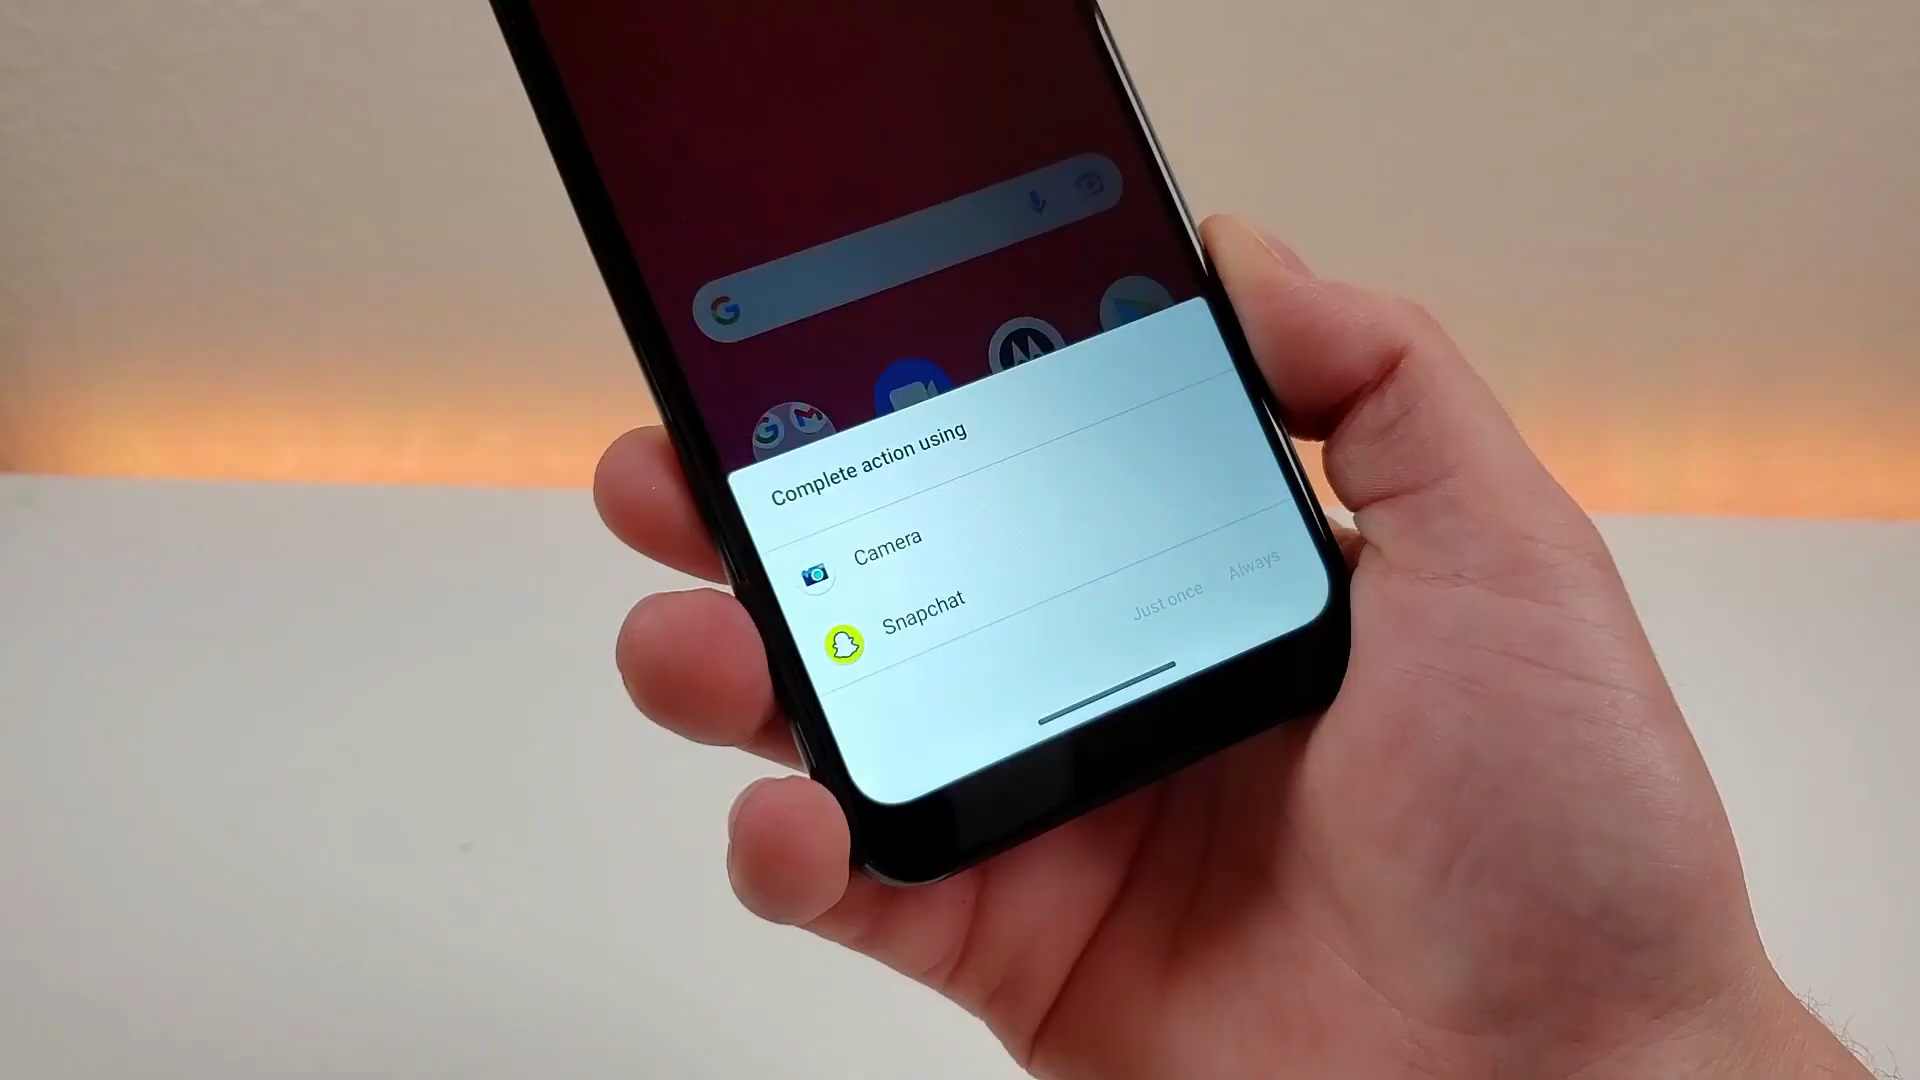 Complete action using
Camera
Snapchat
Just once
Always